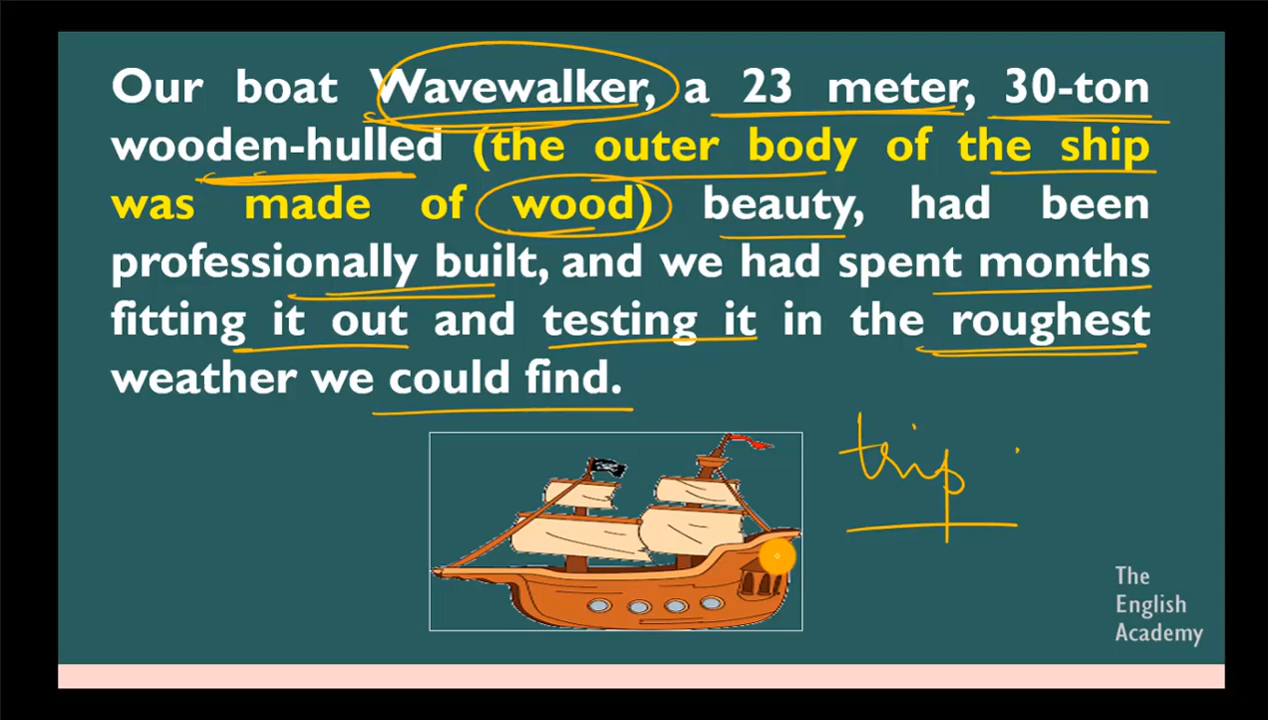 Our boat Wavewalker, a 23 meter, 30-ton
wooden-hulled (the outer body of the ship
was made of wood) beauty, had been
professionally built, and we had spent months
fitting it out and testing it in the roughest
weather we could find.
trip
The
English
Academy